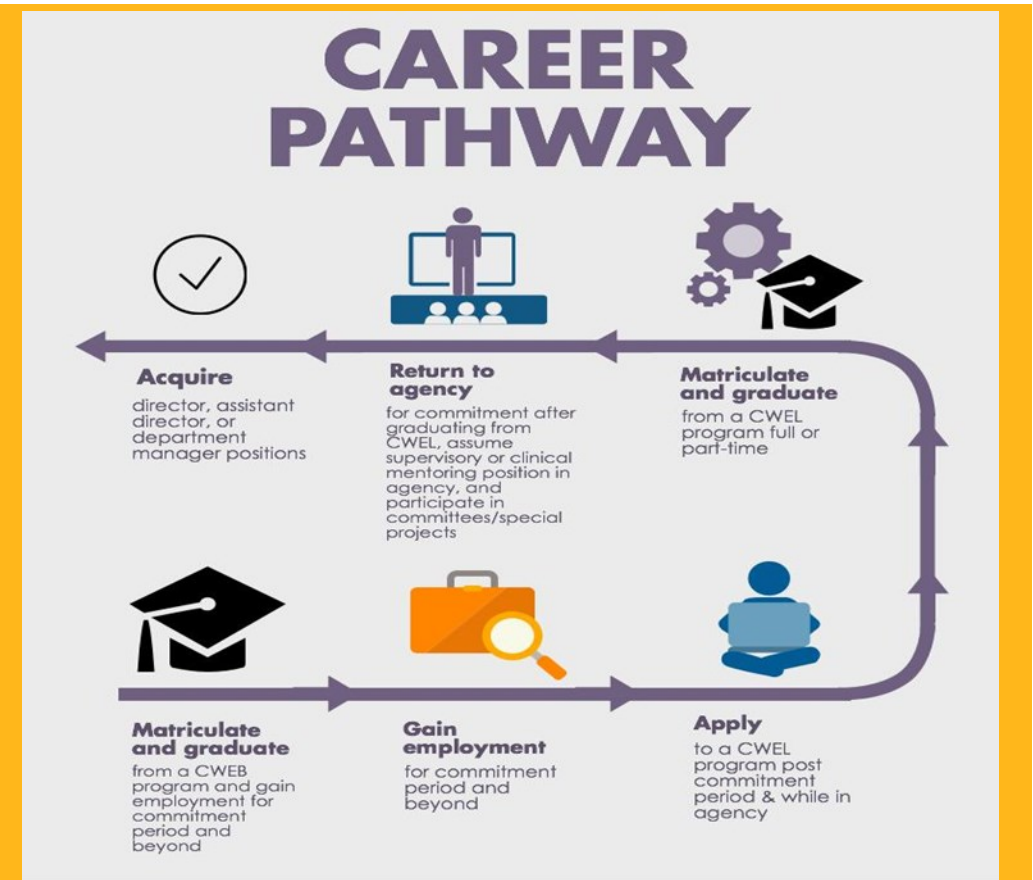 CAREER
PATHWAY
Acquire
director, assistant
director, or
department
manager positions
Return to
agency
for commitment after
graduating from
CWEL, assume
supervisory or clinical
mentoring position in
agency, and
participate in
committees/special
projects
Matriculate
and graduate
from a CWEL
program full or
part-time
Matriculate
and graduate
from a CWEB
program and gain
employment for
commitment
period and
beyond
Gain
employment
for commitment
period and
beyond
Apply
to a CWEL
program post
commitment
period & while in
agency